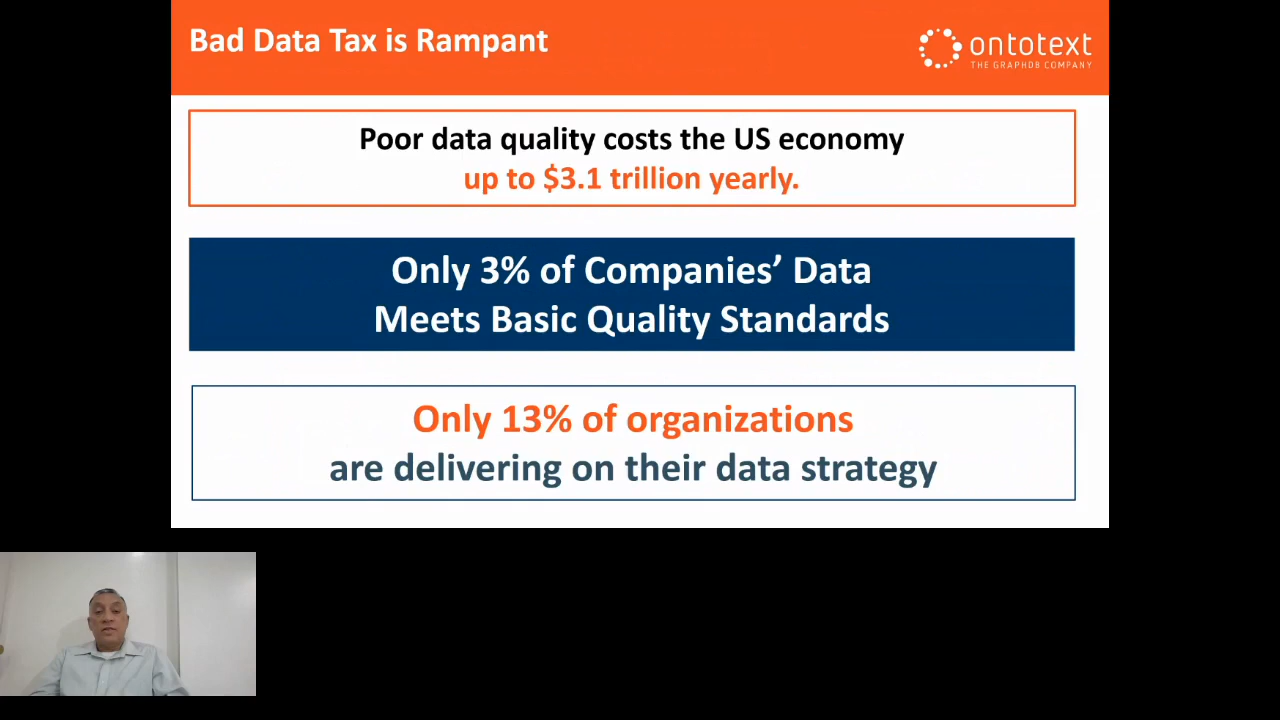 Bad Data Tax is Rampant
ontotext
THE GRAPHDB COMPANY
Poor data quality costs the US economy
up to $3.1 trillion yearly.
Only 3% of Companies’ Data
Meets Basic Quality Standards
Only 13% of organizations
are delivering on their data strategy